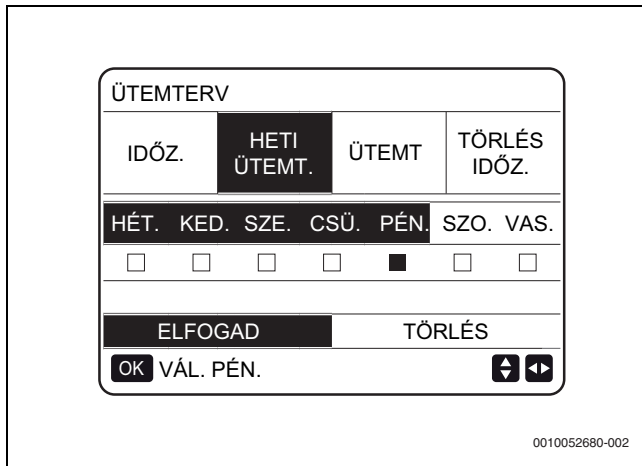 ÜTEMTERV
IDŐZ. HETI ÜTEMT. ÜTEMT TÖRLÉS IDŐZ.
HÉT. KED. SZE. CSÜ. PÉN. SZO. VAS.
ELFOGAD TÖRLÉS
OK VÁL. PÉN.
0010052680-002